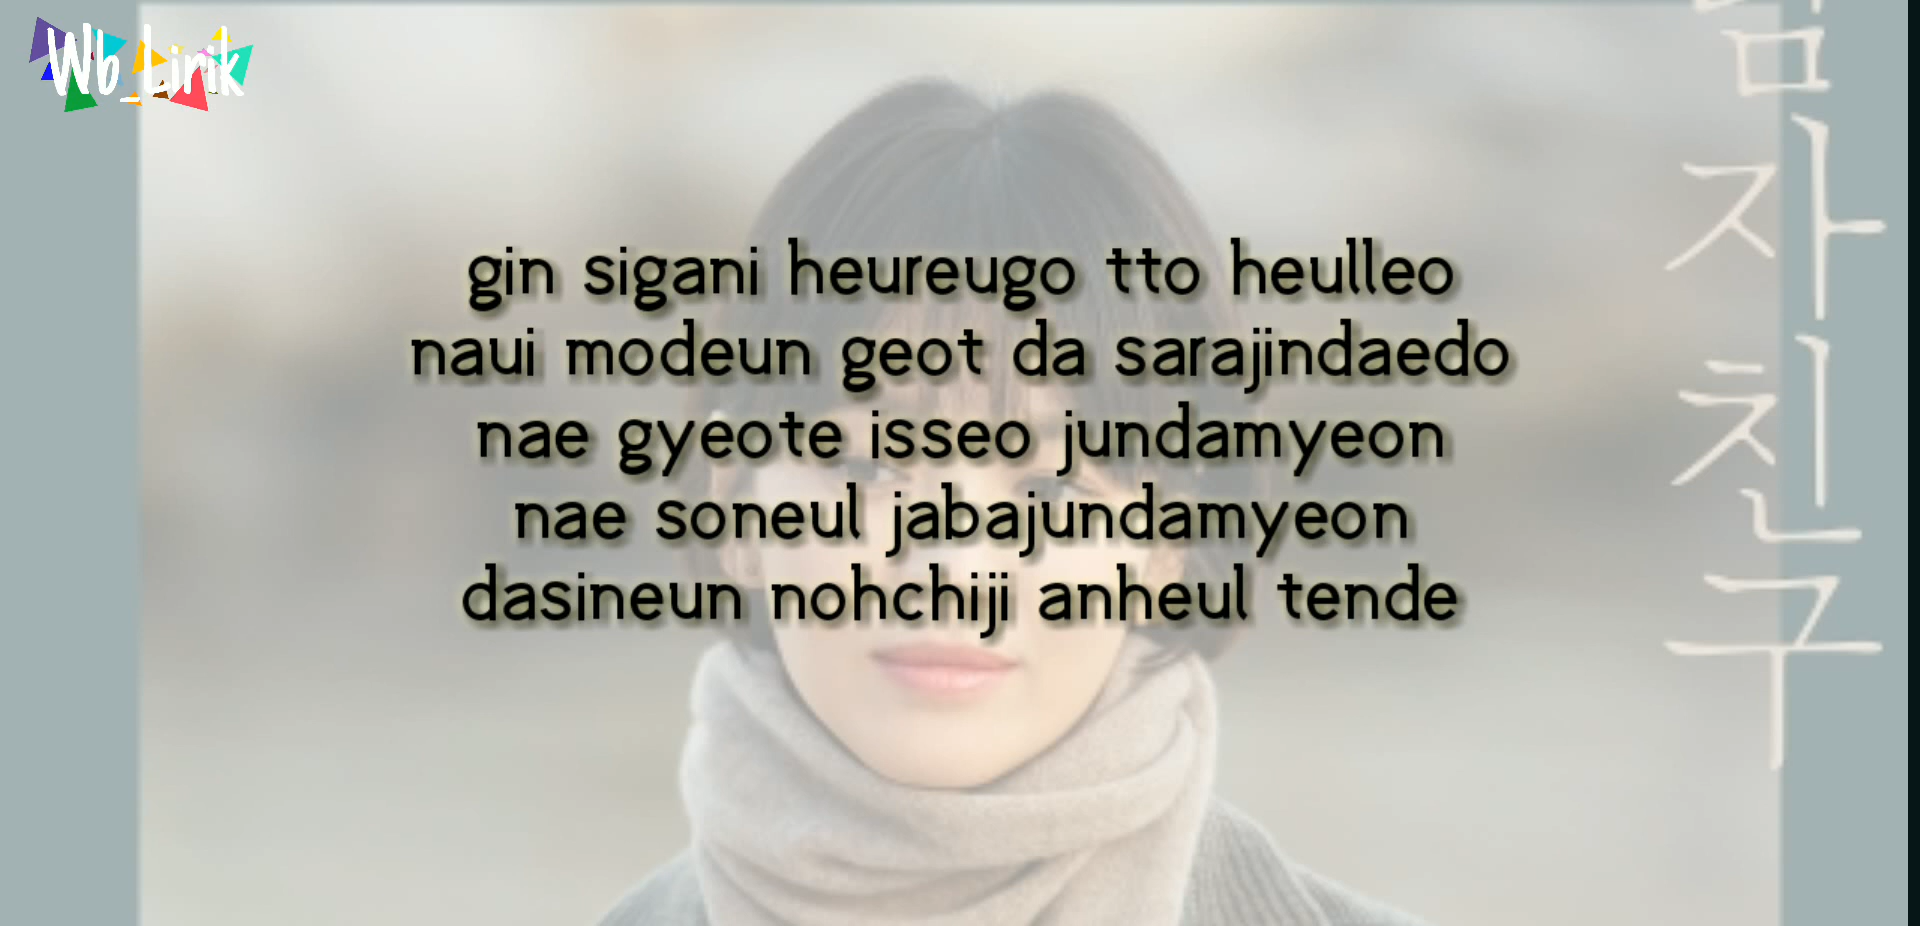 Wb_Lirik
gin sigani heureugo tto heulleo
naui modeun geot da sarajindaedo
nae gyeote isseo jundamyeon
nae soneul jabajundamyeon
dasineun nohchiji anheul tende
자친구